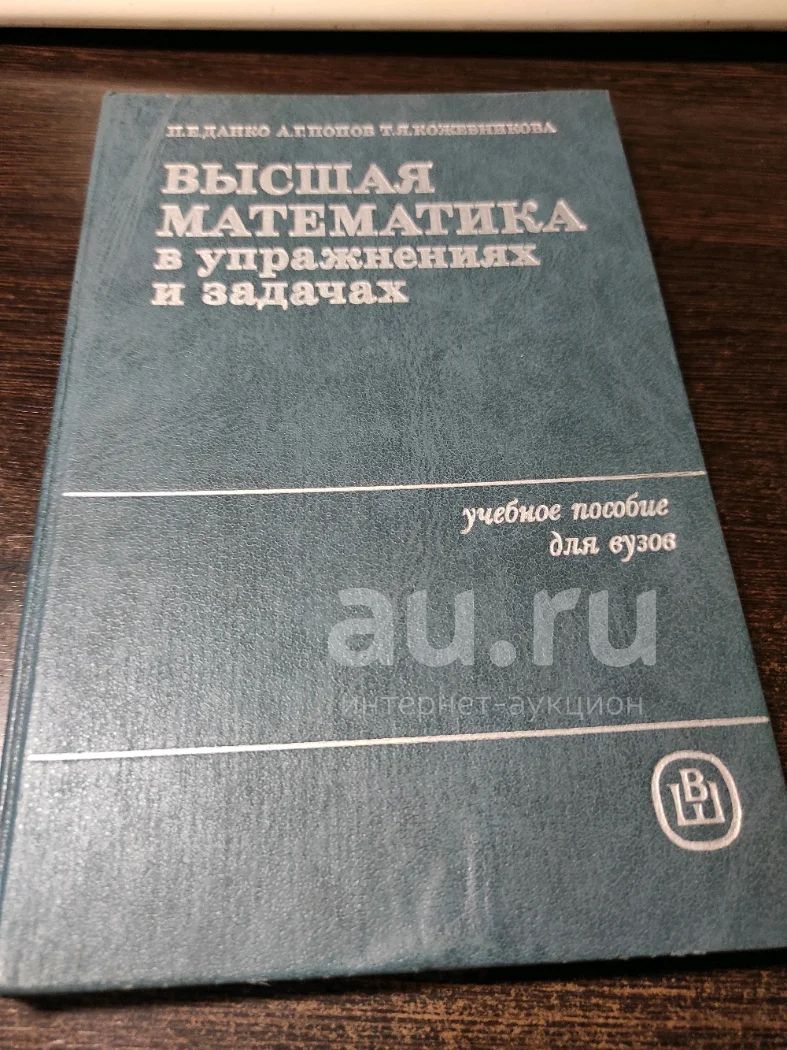 П.Е.ДАНКО А.Г.ПОПОВ Т.Я.КОЖЕВНИКОВА
ВЫСШАЯ
МАТЕМАТИКА
в упражнениях
и задачах
учебное пособие
для вузов
au.ru
интернет-аукцион
ВШ